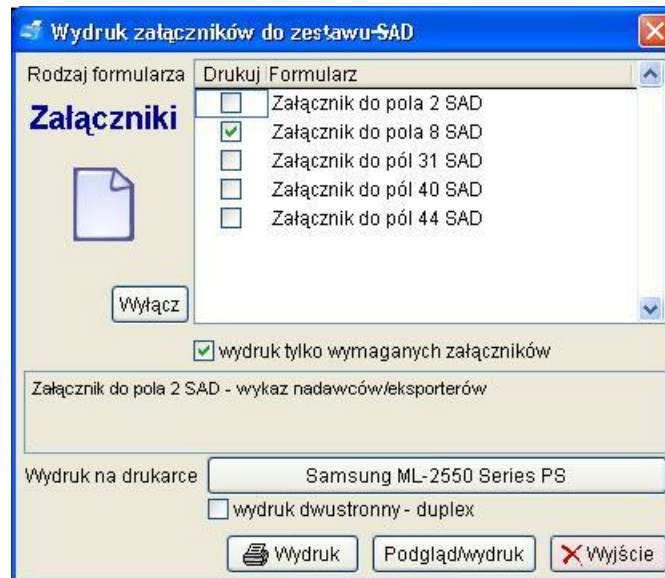 Wydruk załączników do zestawu SAD
Rodzaj formularza Drukuj Formularz
Załączniki
Załącznik do pola 2 SAD
Załącznik do pola 8 SAD
Załącznik do pól 31 SAD
Załącznik do pól 40 SAD
Załącznik do pól 44 SAD
Wyłącz
wydruk tylko wymaganych załączników
Załącznik do pola 2 SAD - wykaz nadawców/eksporterów
Wydruk na drukarce Samsung ML-2550 Series PS
wydruk dwustronny - duplex
Wydruk Podgląd/wydruk Wyjście